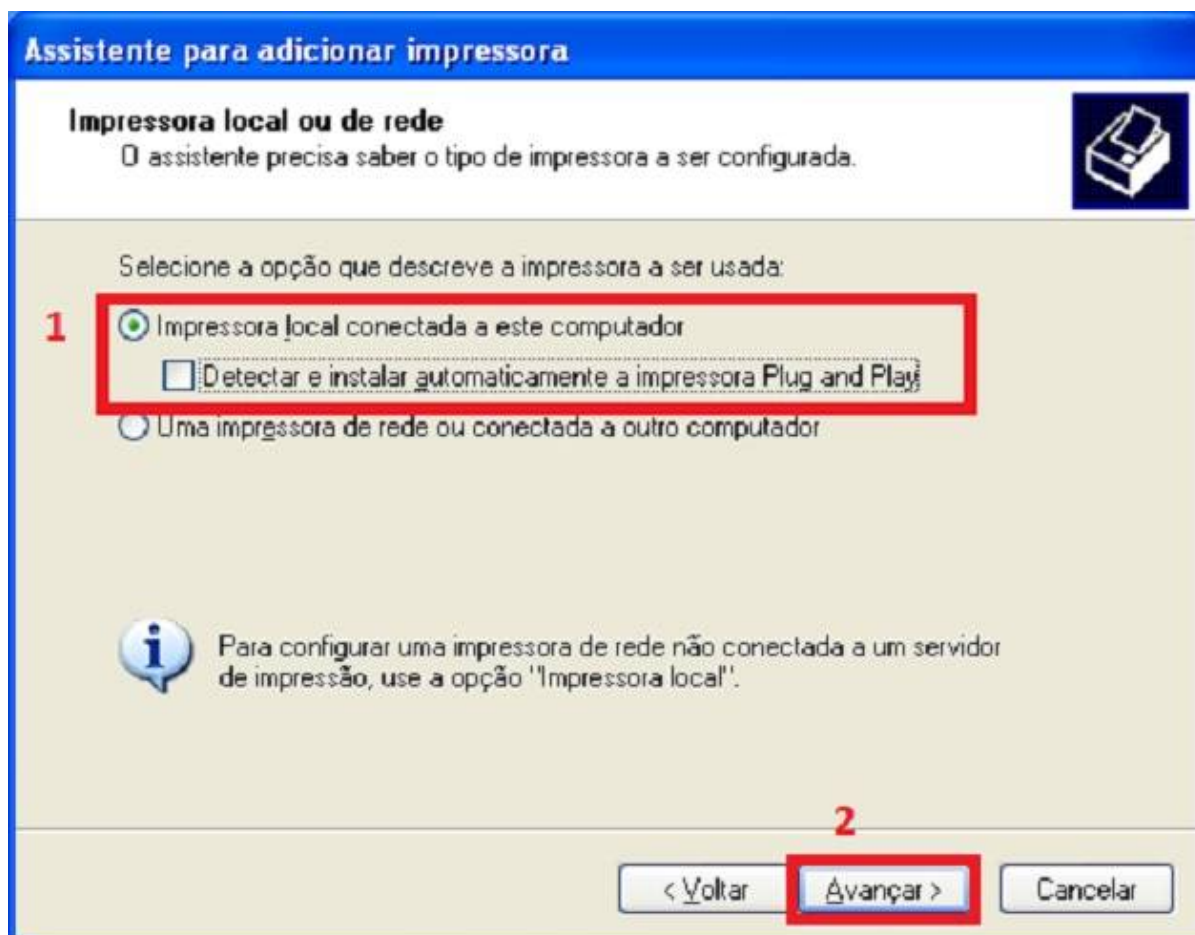 Assistente para adicionar impressora
Impressora local ou de rede
O assistente precisa saber o tipo de impressora a ser configurada.
Selecione a opção que descreve a impressora a ser usada:
1
Impressora local conectada a este computador
Detectar e instalar automaticamente a impressora Plug and Play
Uma impressora de rede ou conectada a outro computador
Para configurar uma impressora de rede não conectada a um servidor
de impressão, use a opção "Impressora local".
2
< Voltar
Avançar >
Cancelar